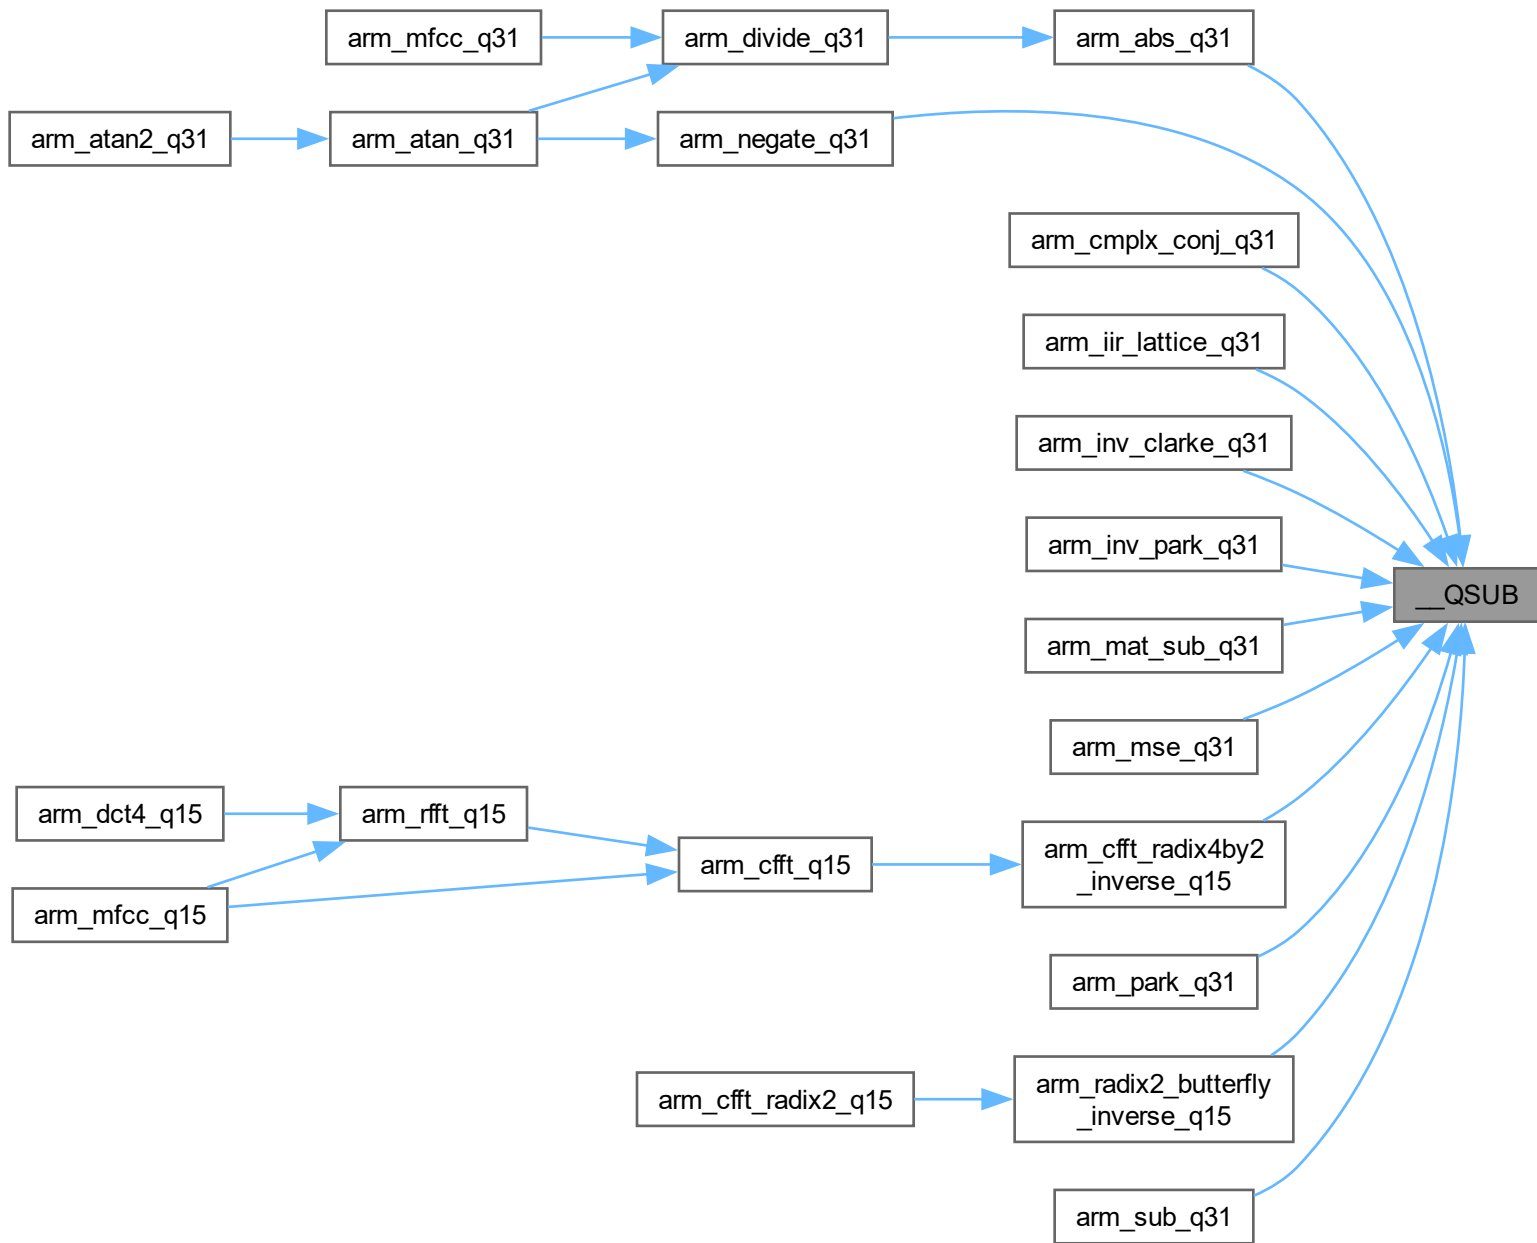 arm_mfcc_q31
arm_divide_q31
arm_abs_q31
arm_atan2_q31
arm_atan_q31
arm_negate_q31
arm_cmplx_conj_q31
arm_iir_lattice_q31
arm_inv_clarke_q31
arm_inv_park_q31
__QSUB
arm_mat_sub_q31
arm_mse_q31
arm_dct4_q15
arm_rfft_q15
arm_cfft_q15
arm_cfft_radix4by2
_inverse_q15
arm_mfcc_q15
arm_park_q31
arm_cfft_radix2_q15
arm_radix2_butterfly
_inverse_q15
arm_sub_q31